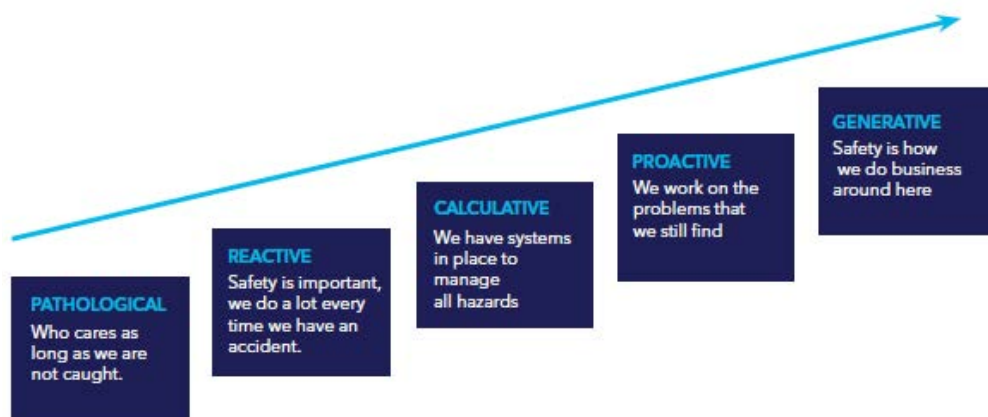 PATHOLOGICAL
Who cares as
long as we are
not caught.
REACTIVE
Safety is important,
we do a lot every
time we have an
accident.
CALCULATIVE
We have systems
in place to
manage
all hazards
PROACTIVE
We work on the
problems that
we still find
GENERATIVE
Safety is how
we do business
around here